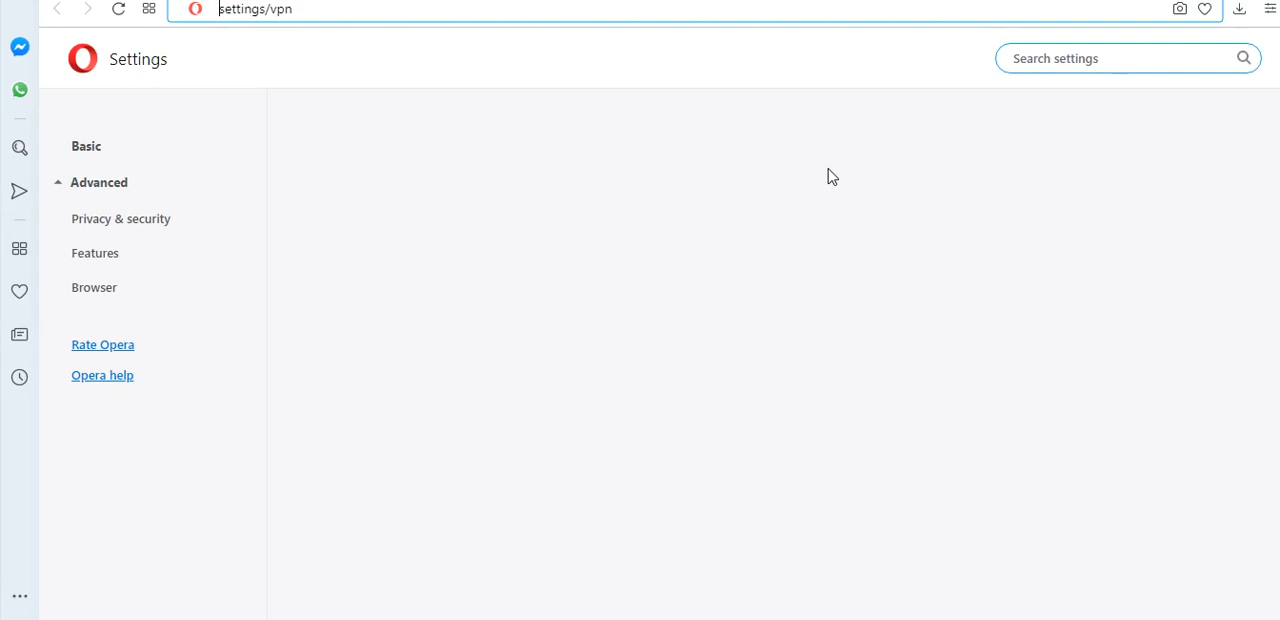 settings/vpn
Settings
Search settings
Basic
Advanced
Privacy & security
Features
Browser
Rate Opera
Opera help